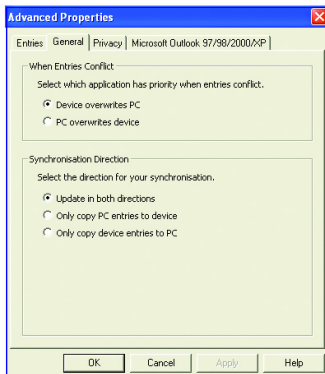 Advanced Properties
Entries General Privacy Microsoft Outlook 97/98/2000/XP
When Entries Conflict
Select which application has priority when entries conflict.
Device overwrites PC
PC overwrites device
Synchronisation Direction
Select the direction for your synchronisation.
Update in both directions
Only copy PC entries to device
Only copy device entries to PC
OK Cancel Apply Help